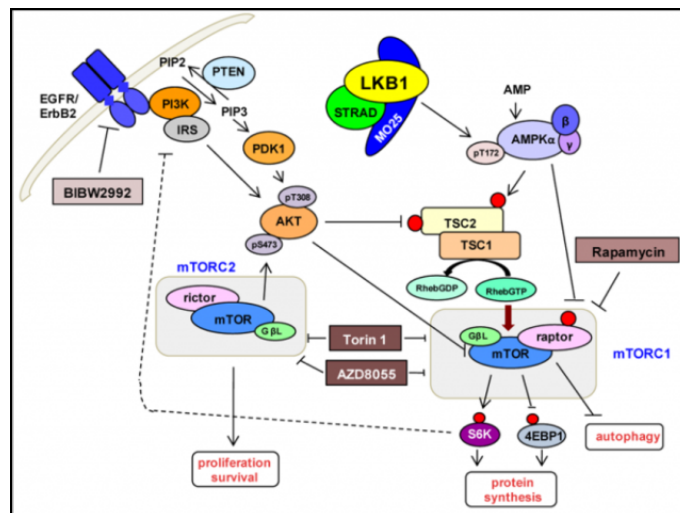 PIP2
PTEN
EGFR/
ErbB2
PI3K
PIP3
IRS
PDK1
BIBW2992
pT308
AKT
pS473
LKB1
STRAD
MO25
AMP
AMPKα
β
γ
pT172
TSC2
TSC1
Rapamycin
RhebGDP
RhebGTP
mTORC2
rictor
mTOR
GβL
Torin 1
AZD8055
GβL
raptor
mTOR
mTORC1
S6K
4EBP1
autophagy
proliferation
survival
protein
synthesis